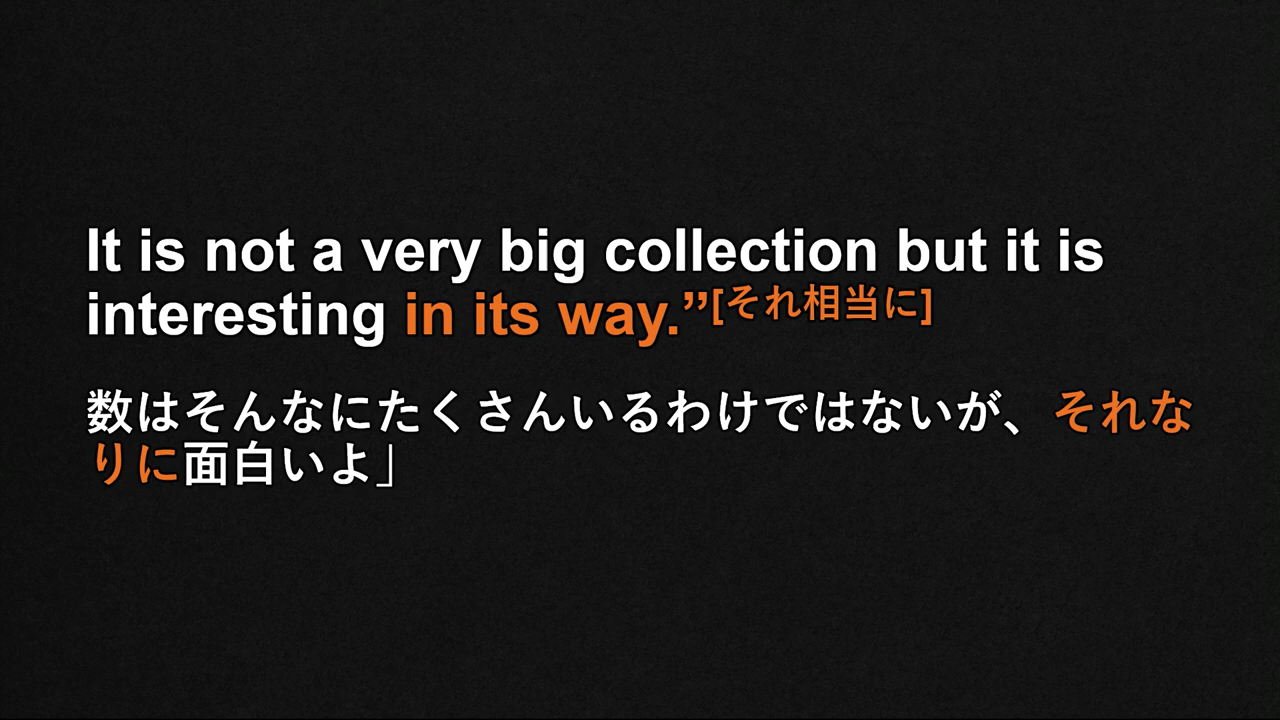 It is not a very big collection but it is
interesting in its way.”[それ相当に]
数はそんなにたくさんいるわけではないが、それな
りに面白いよ」